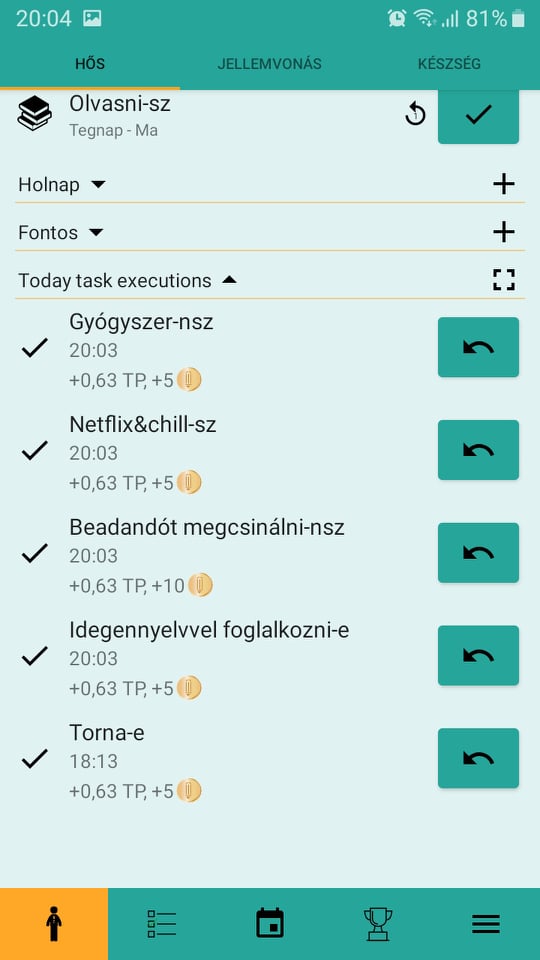 20:04 81%
HŐS JELLEMVONÁS KÉSZSÉG
Olvasni-sz
Tegnap - Ma
1
Holnap
Fontos
Today task executions
Gyógyszer-nsz
20:03
+0,63 TP, +5
Netflix&chill-sz
20:03
+0,63 TP, +5
Beadandót megcsinálni-nsz
20:03
+0,63 TP, +10
Idegennyelvvel foglalkozni-e
20:03
+0,63 TP, +5
Torna-e
18:13
+0,63 TP, +5